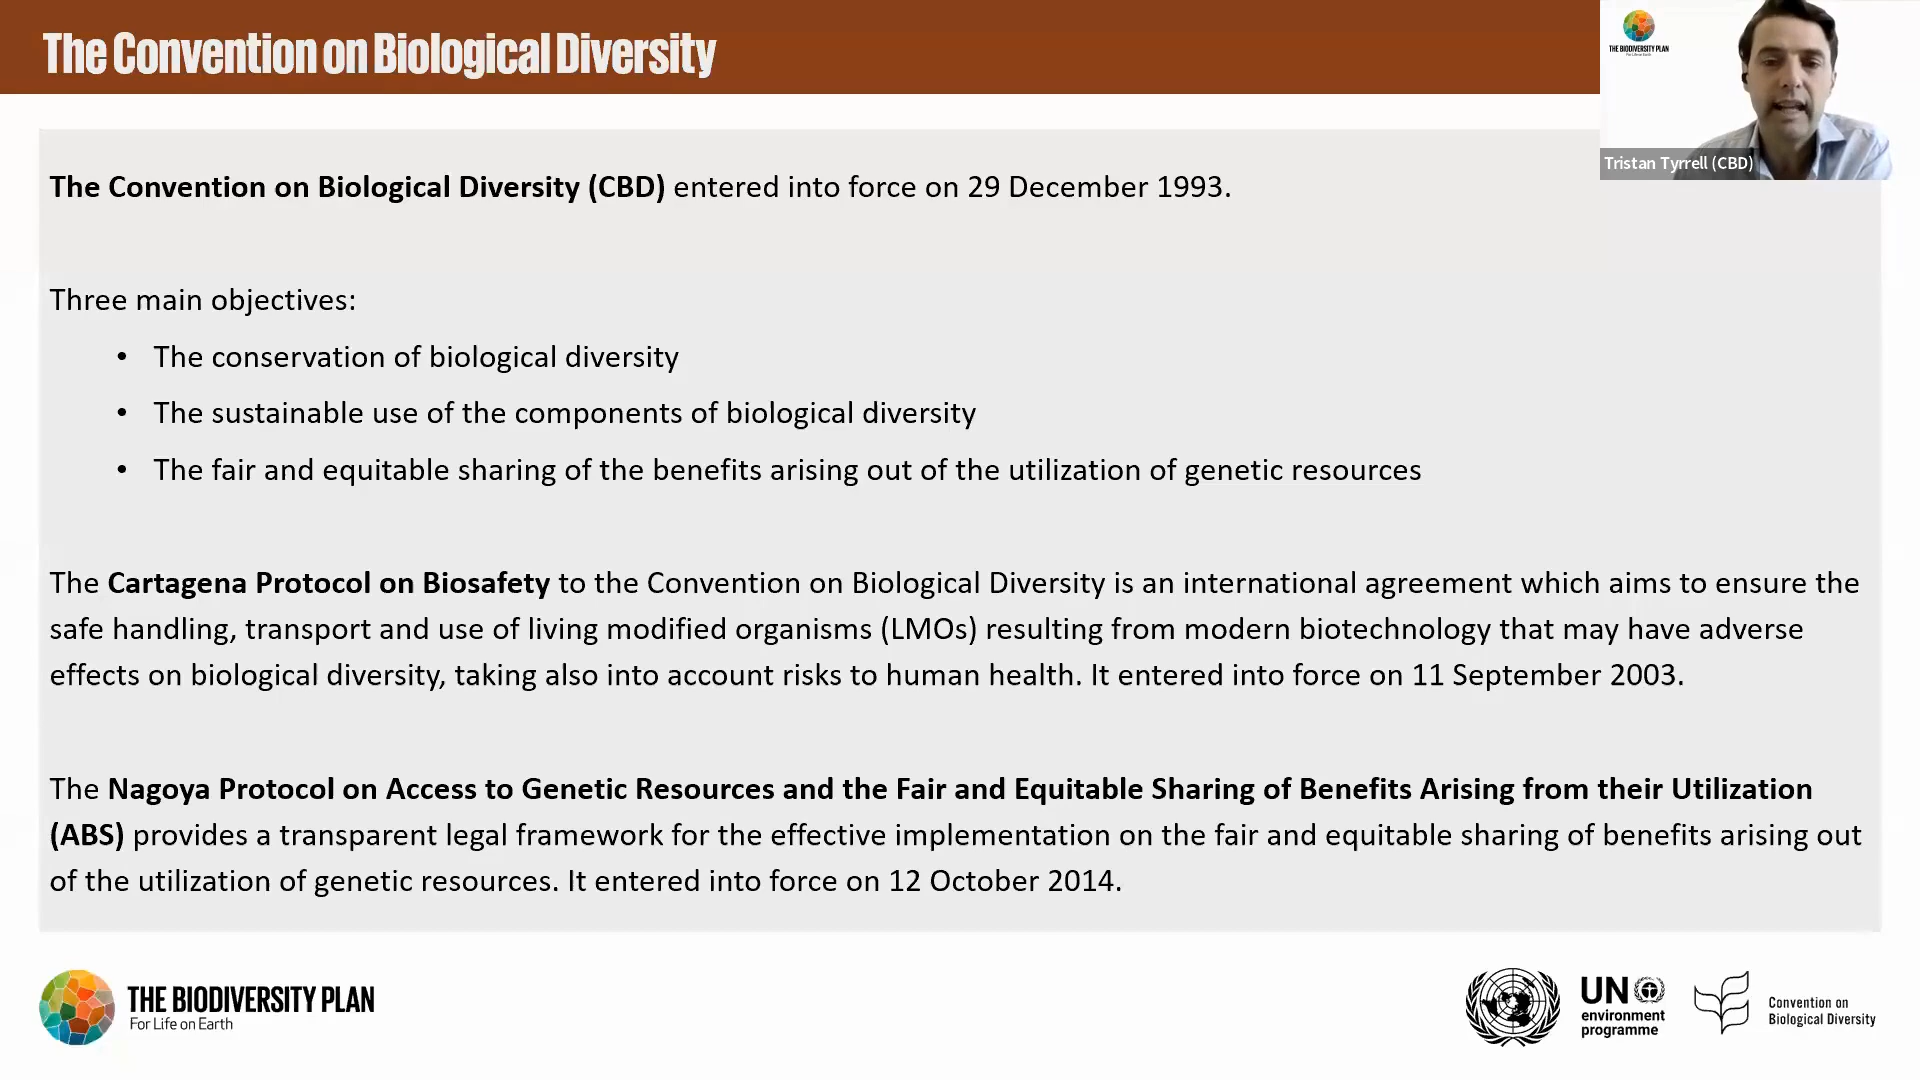 The Convention on Biological Diversity
THE BIODIVERSITY PLAN
For Life on Earth
Tristan Tyrrell (CBD)
The Convention on Biological Diversity (CBD) entered into force on 29 December 1993.
Three main objectives:
• The conservation of biological diversity
• The sustainable use of the components of biological diversity
• The fair and equitable sharing of the benefits arising out of the utilization of genetic resources
The Cartagena Protocol on Biosafety to the Convention on Biological Diversity is an international agreement which aims to ensure the
safe handling, transport and use of living modified organisms (LMOs) resulting from modern biotechnology that may have adverse
effects on biological diversity, taking also into account risks to human health. It entered into force on 11 September 2003.
The Nagoya Protocol on Access to Genetic Resources and the Fair and Equitable Sharing of Benefits Arising from their Utilization
(ABS) provides a transparent legal framework for the effective implementation on the fair and equitable sharing of benefits arising out
of the utilization of genetic resources. It entered into force on 12 October 2014.
THE BIODIVERSITY PLAN
For Life on Earth
UN
environment
programme
Convention on
Biological Diversity